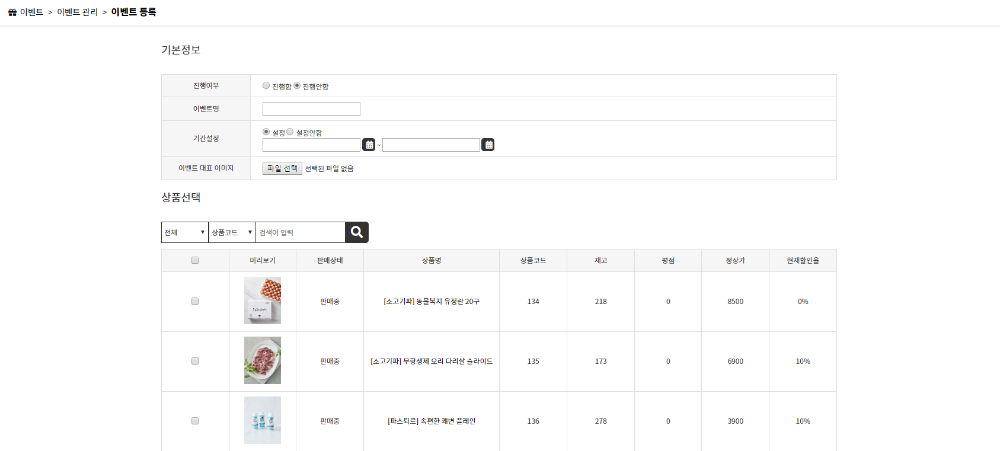 이벤트 > 이벤트 관리 > 이벤트 등록
기본정보
진행여부 진행함 진행안함
이벤트명
기간설정 설정 설정안함
~
이벤트 대표 이미지 파일 선택 선택된 파일 없음
상품선택
전체 ▼ 상품코드 ▼ 검색어 입력
미리보기 판매상태 상품명 상품코드 재고 평점 정상가 현재할인율
판매중 [소고기파] 동물복지 유정란 20구 134 218 0 8500 0%
판매중 [소고기파] 무항생제 오리 다리살 슬라이드 135 173 0 6900 10%
판매중 [파스퇴르] 속편한 쾌변 플레인 136 278 0 3900 10%